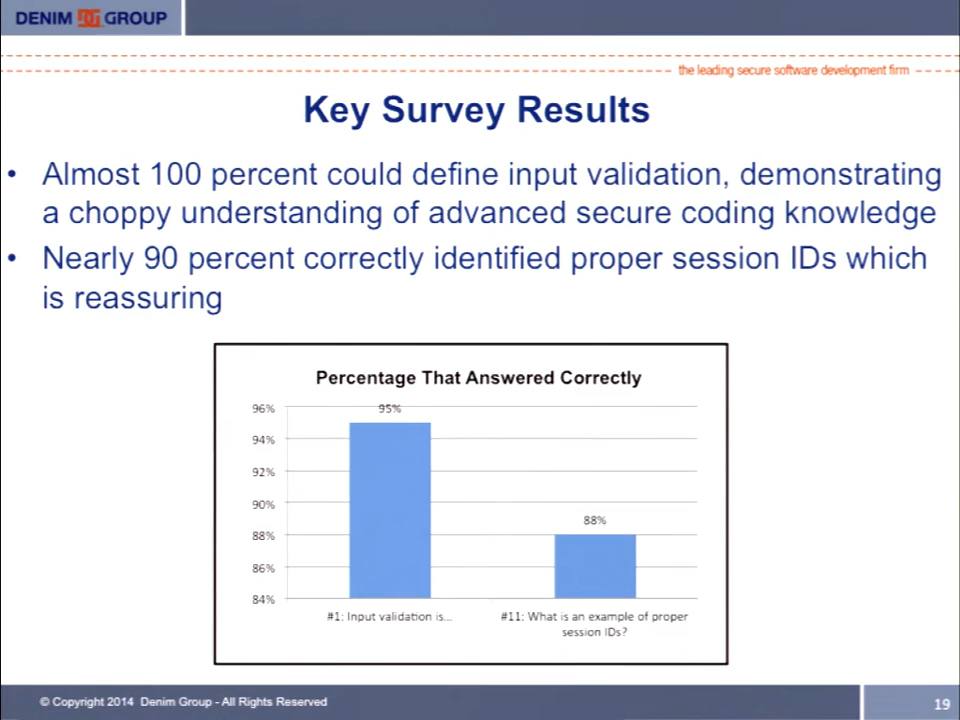 DENIM GROUP
the leading secure software development firm
Key Survey Results
• Almost 100 percent could define input validation, demonstrating
a choppy understanding of advanced secure coding knowledge
• Nearly 90 percent correctly identified proper session IDs which
is reassuring
Percentage That Answered Correctly
96%
95%
94%
92%
90%
88%
88%
86%
84%
#1: Input validation is...
#11: What is an example of proper
session IDs?
© Copyright 2014 Denim Group - All Rights Reserved
19